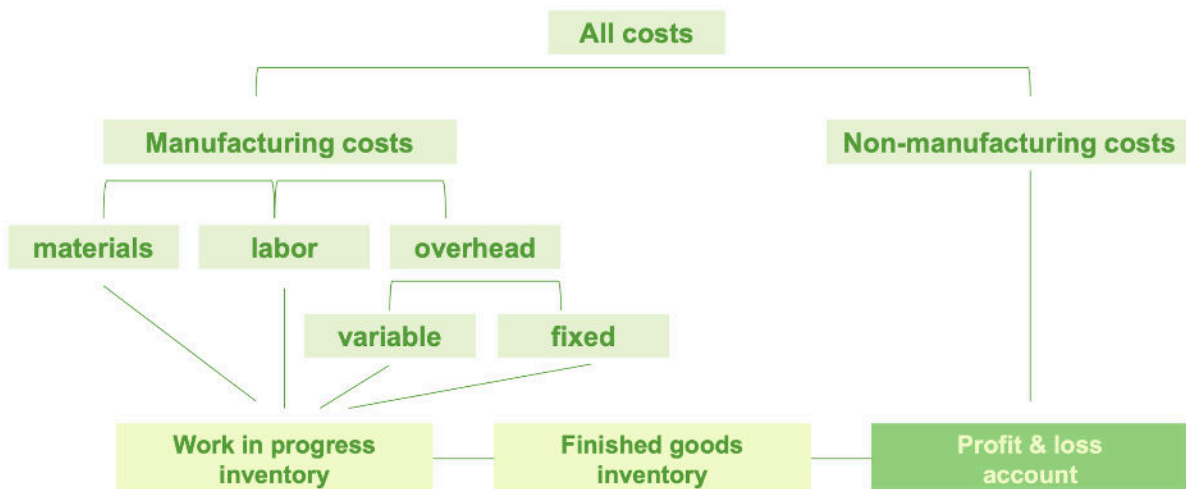 All costs
Manufacturing costs
Non-manufacturing costs
materials
labor
overhead
variable
fixed
Work in progress
inventory
Finished goods
inventory
Profit & loss
account